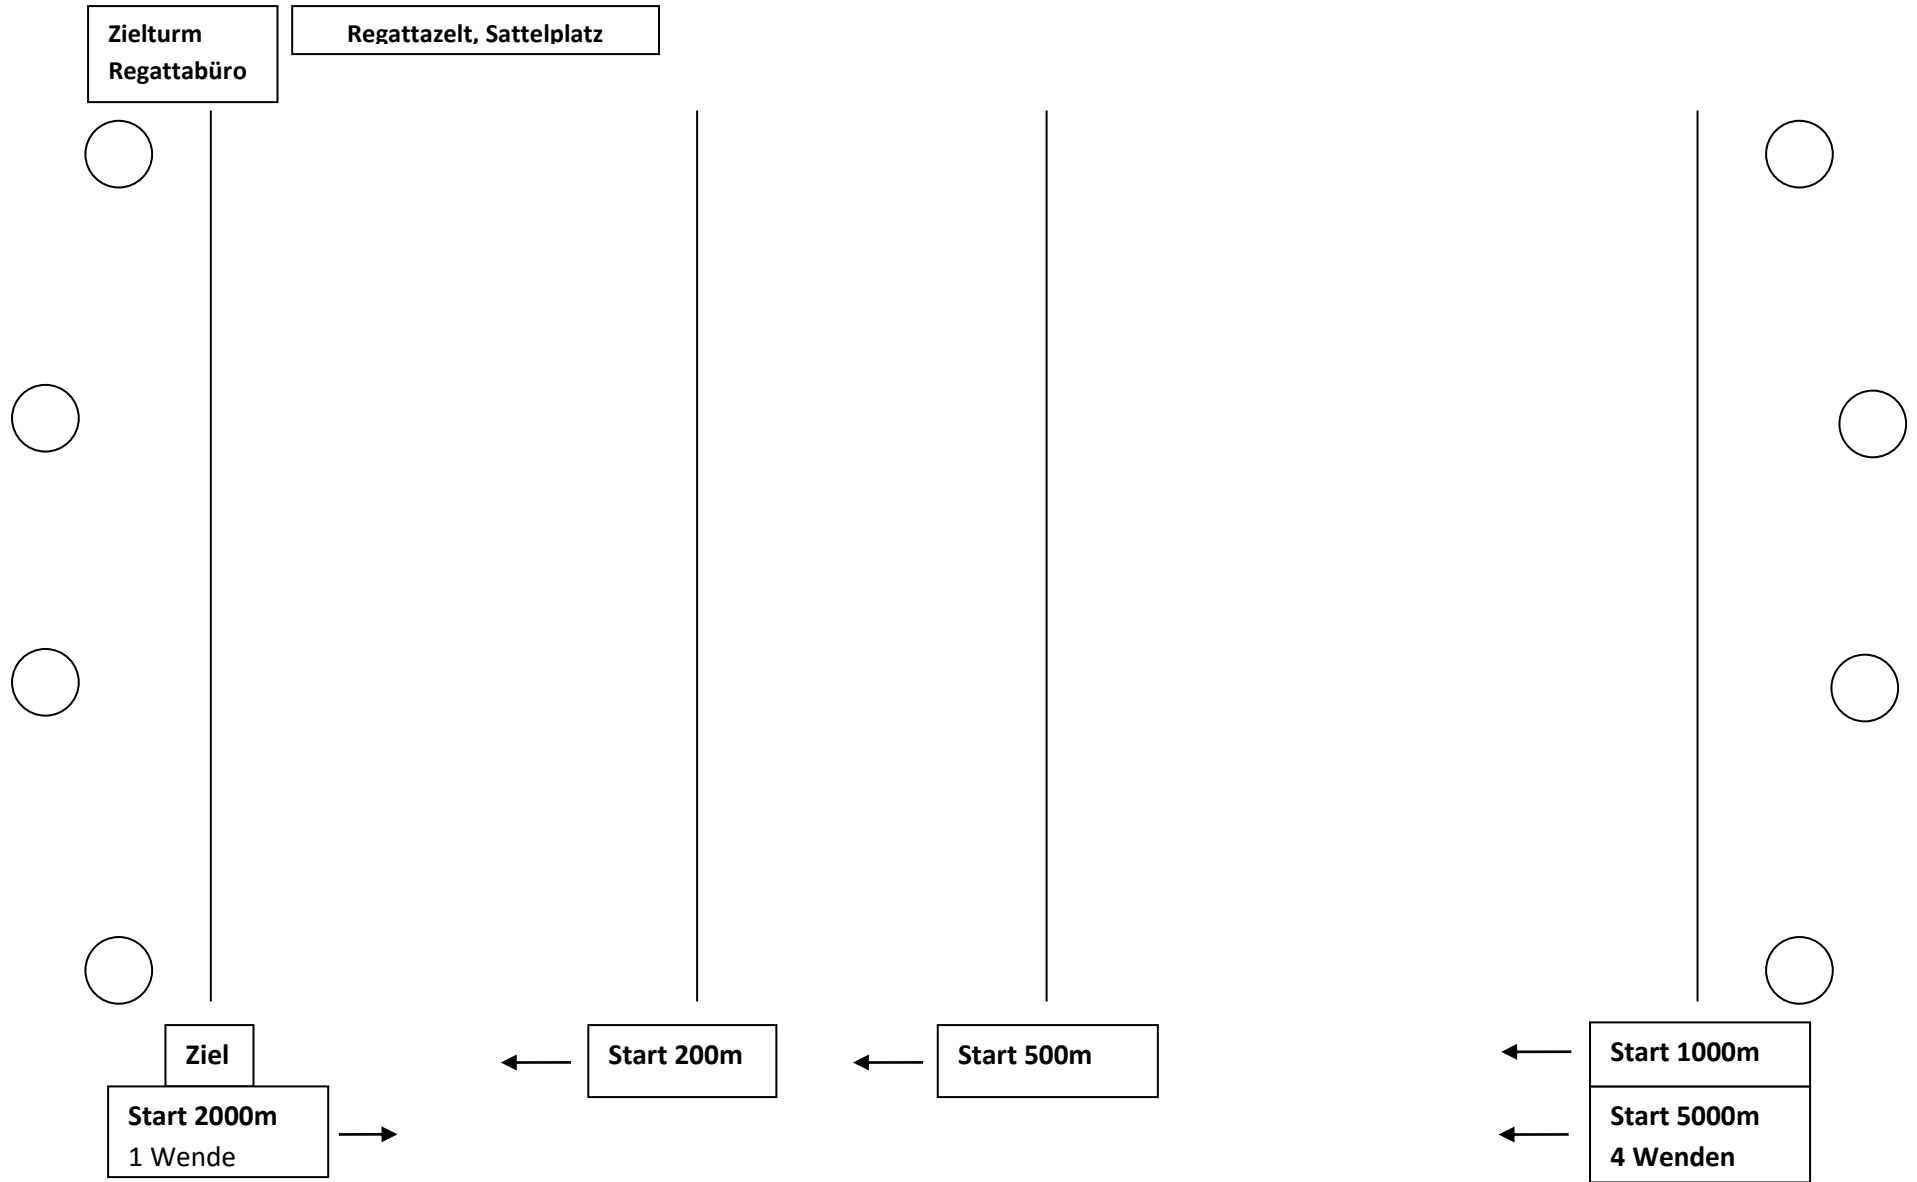 Zielturm
Regattabüro
Regattazelt, Sattelplatz
Ziel
Start 2000m
1 Wende
Start 200m
Start 500m
Start 1000m
Start 5000m
4 Wenden